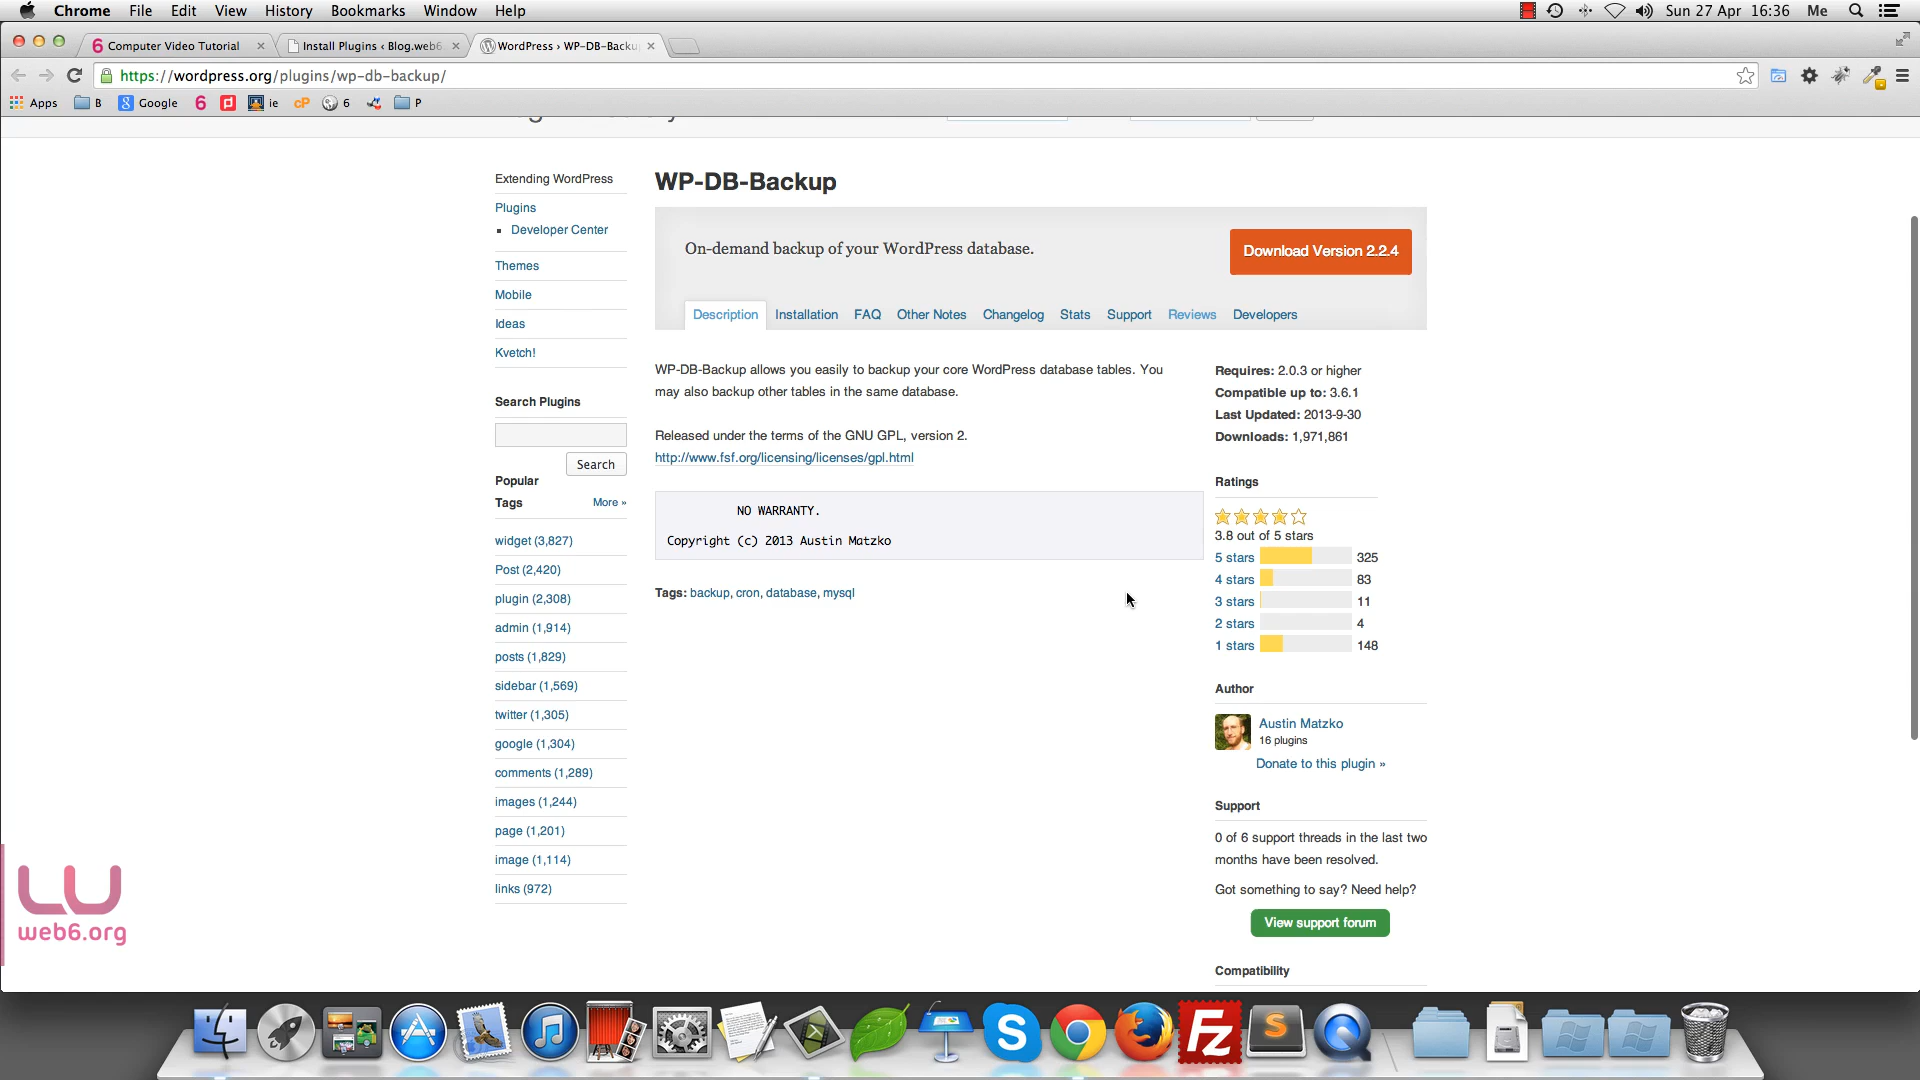 Chrome File Edit View History Bookmarks Window Help
Sun 27 Apr 16:36 Me
6 Computer Video Tutorial
Install Plugins ‹ Blog.web6
WordPress › WP-DB-Backu
https://wordpress.org/plugins/wp-db-backup/
Apps B Google 6 ie cP 6 P
Extending WordPress
Plugins
Developer Center
Themes
Mobile
Ideas
Kvetch!
Search Plugins
Search
Popular
Tags
More »
widget (3,827)
Post (2,420)
plugin (2,308)
admin (1,914)
posts (1,829)
sidebar (1,569)
twitter (1,305)
google (1,304)
comments (1,289)
images (1,244)
page (1,201)
image (1,114)
links (972)
WP-DB-Backup
On-demand backup of your WordPress database.
Download Version 2.2.4
Description Installation FAQ Other Notes Changelog Stats Support Reviews Developers
WP-DB-Backup allows you easily to backup your core WordPress database tables. You
may also backup other tables in the same database.
Released under the terms of the GNU GPL, version 2.
http://www.fsf.org/licensing/licenses/gpl.html
NO WARRANTY.
Copyright (c) 2013 Austin Matzko
Tags: backup, cron, database, mysql
Requires: 2.0.3 or higher
Compatible up to: 3.6.1
Last Updated: 2013-9-30
Downloads: 1,971,861
Ratings
3.8 out of 5 stars
5 stars 325
4 stars 83
3 stars 11
2 stars 4
1 stars 148
Author
Austin Matzko
16 plugins
Donate to this plugin »
Support
0 of 6 support threads in the last two
months have been resolved.
Got something to say? Need help?
View support forum
Compatibility
web6.org